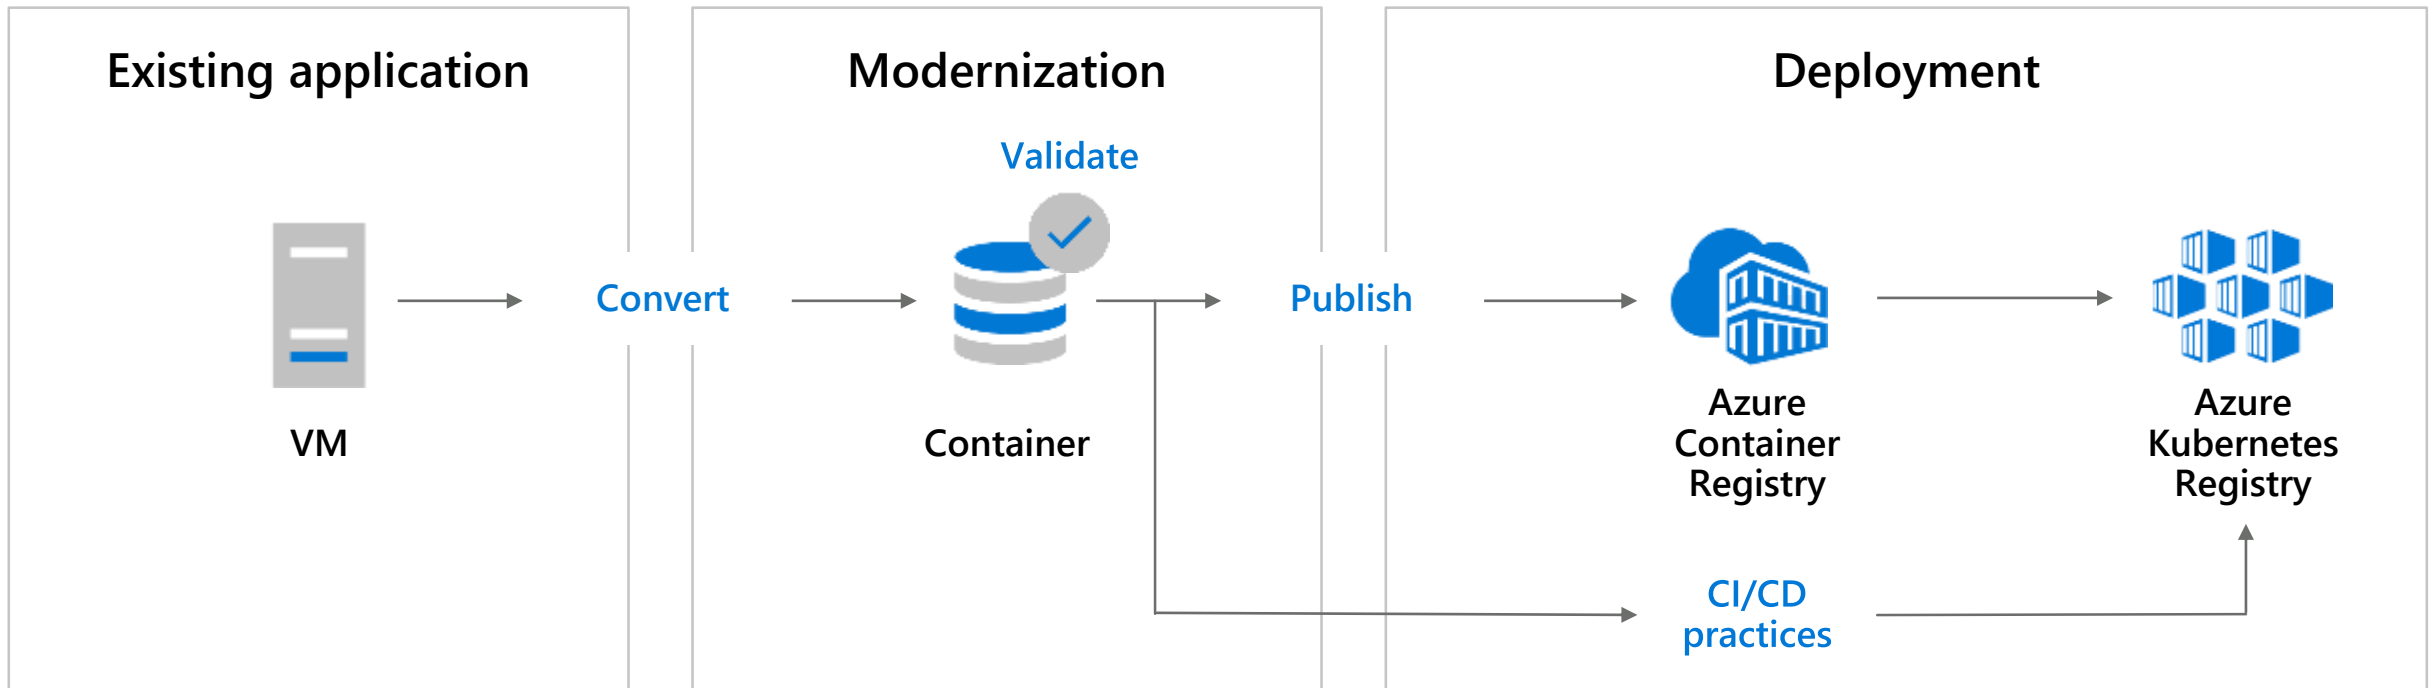 Existing application
Modernization
Deployment
Validate
Convert
Publish
VM
Container
Azure
Container
Registry
Azure
Kubernetes
Registry
CI/CD
practices